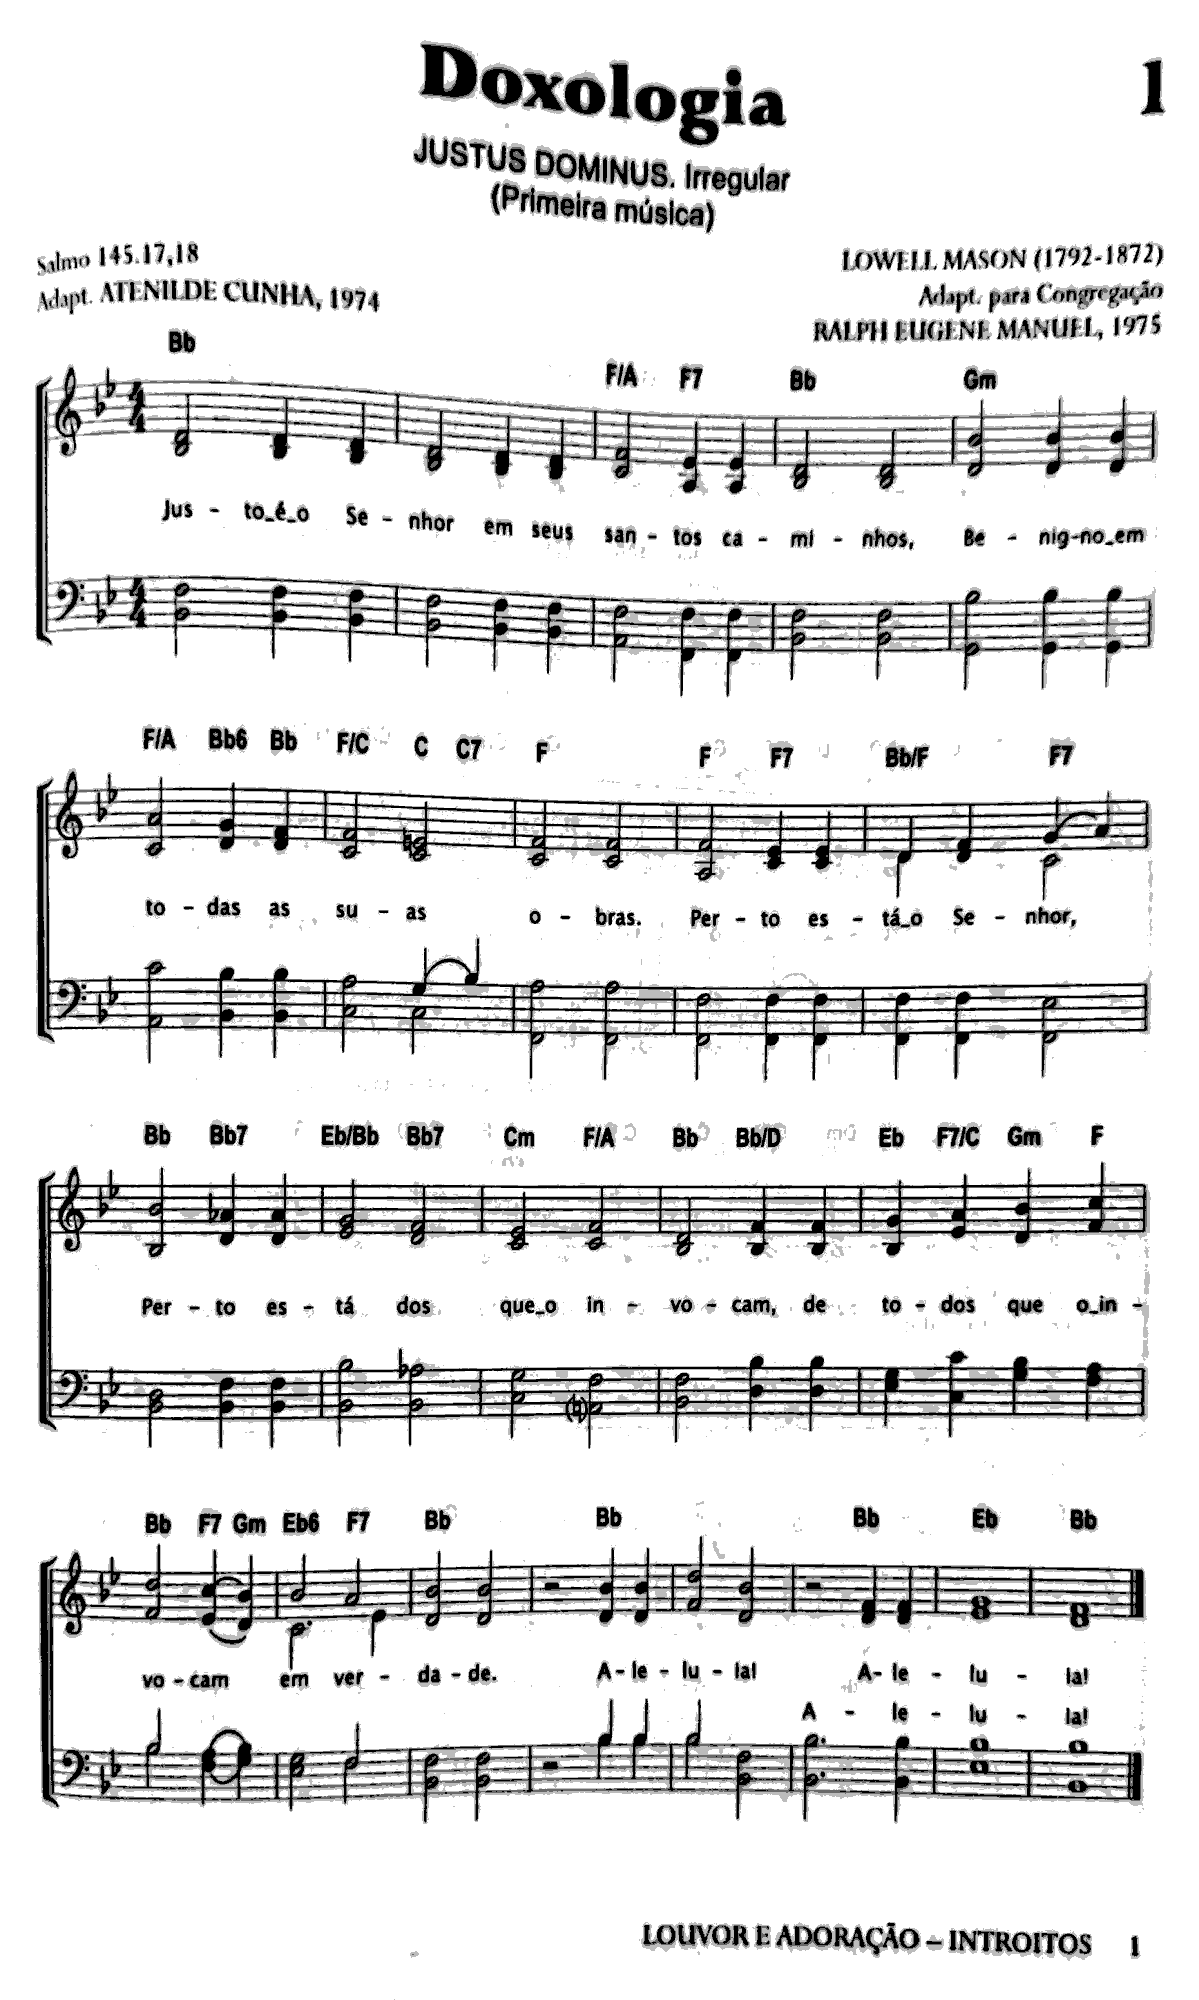 Doxologia
1
JUSTUS DOMINUS. Irregular
(Primeira música)
Salmo 145.17,18
Adapt. ATENILDE CUNHA, 1974
LOWELL MASON (1792-1872)
Adapt. para Congregação
RALPH EUGENE MANUEL, 1975
Bb F/A F7 Bb Gm
Jus - to_é_o Se - nhor em seus san - tos ca - mi - nhos, Be - nig-no_em
F/A Bb6 Bb F/C C C7 F F F7 Bb/F F7
to - das as su - as o - bras. Per - to es - tá_o Se - nhor,
Bb Bb7 Eb/Bb Bb7 Cm F/A Bb Bb/D Eb F7/C Gm F
Per - to es - tá dos que_o in - vo - cam, de to - dos que o_in -
Bb F7 Gm Eb6 F7 Bb Bb Bb Eb Bb
vo - cam em ver - da - de. A - le - lu - ia! A - le - lu - ia!
A - le - lu - ia!
LOUVOR E ADORAÇÃO – INTROITOS 1